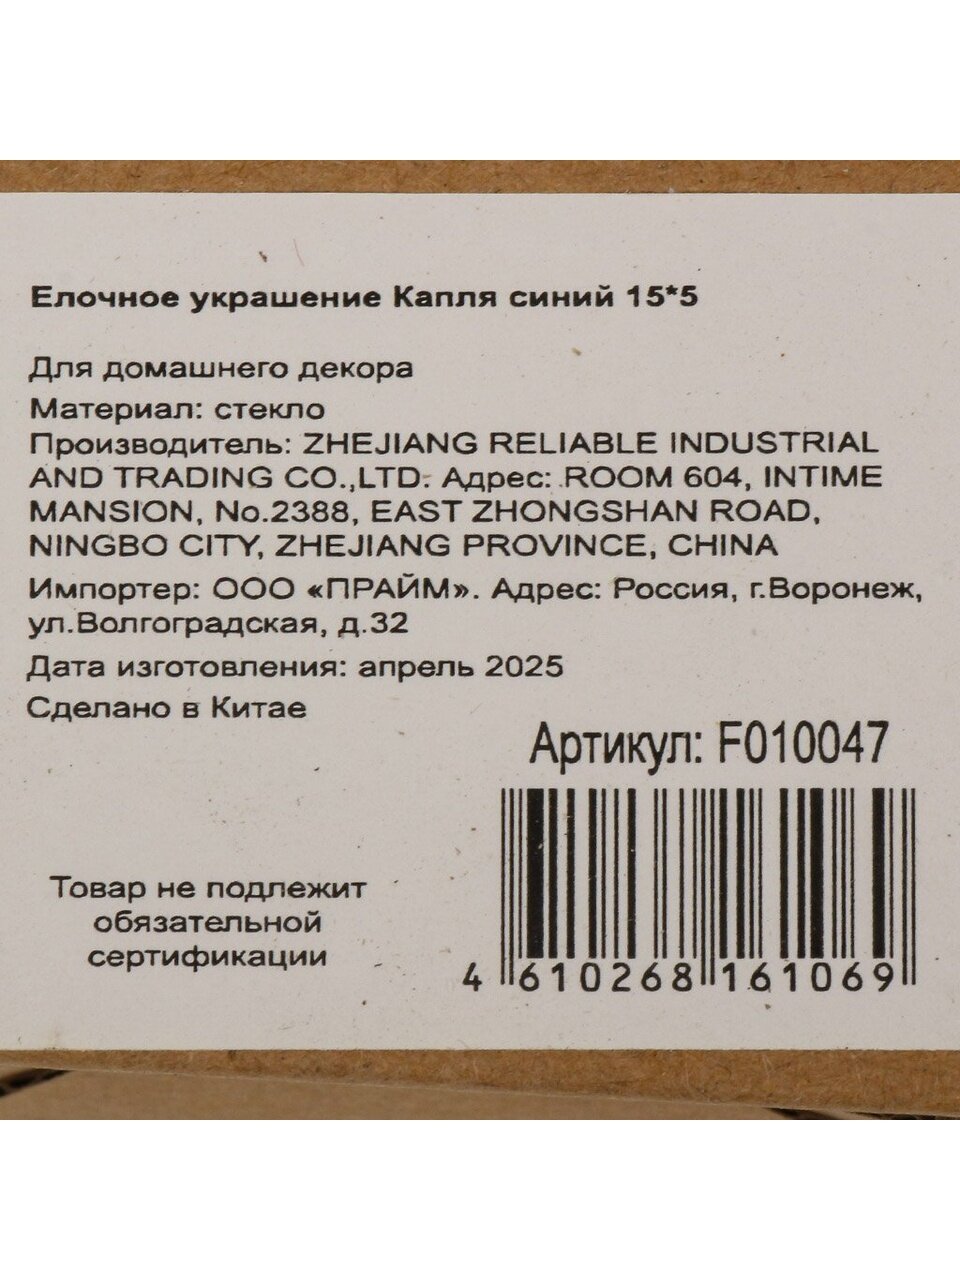 Елочное украшение Капля синий 15*5
Для домашнего декора
Материал: стекло
Производитель: ZHEJIANG RELIABLE INDUSTRIAL
AND TRADING CO.,LTD. Адрес: ROOM 604, INTIME
MANSION, No.2388, EAST ZHONGSHAN ROAD,
NINGBO CITY, ZHEJIANG PROVINCE, CHINA
Импортер: ООО «ПРАЙМ». Адрес: Россия, г.Воронеж,
ул.Волгоградская, д.32
Дата изготовления: апрель 2025
Сделано в Китае
Артикул: F010047
Товар не подлежит
обязательной
сертификации
4 610268 161069